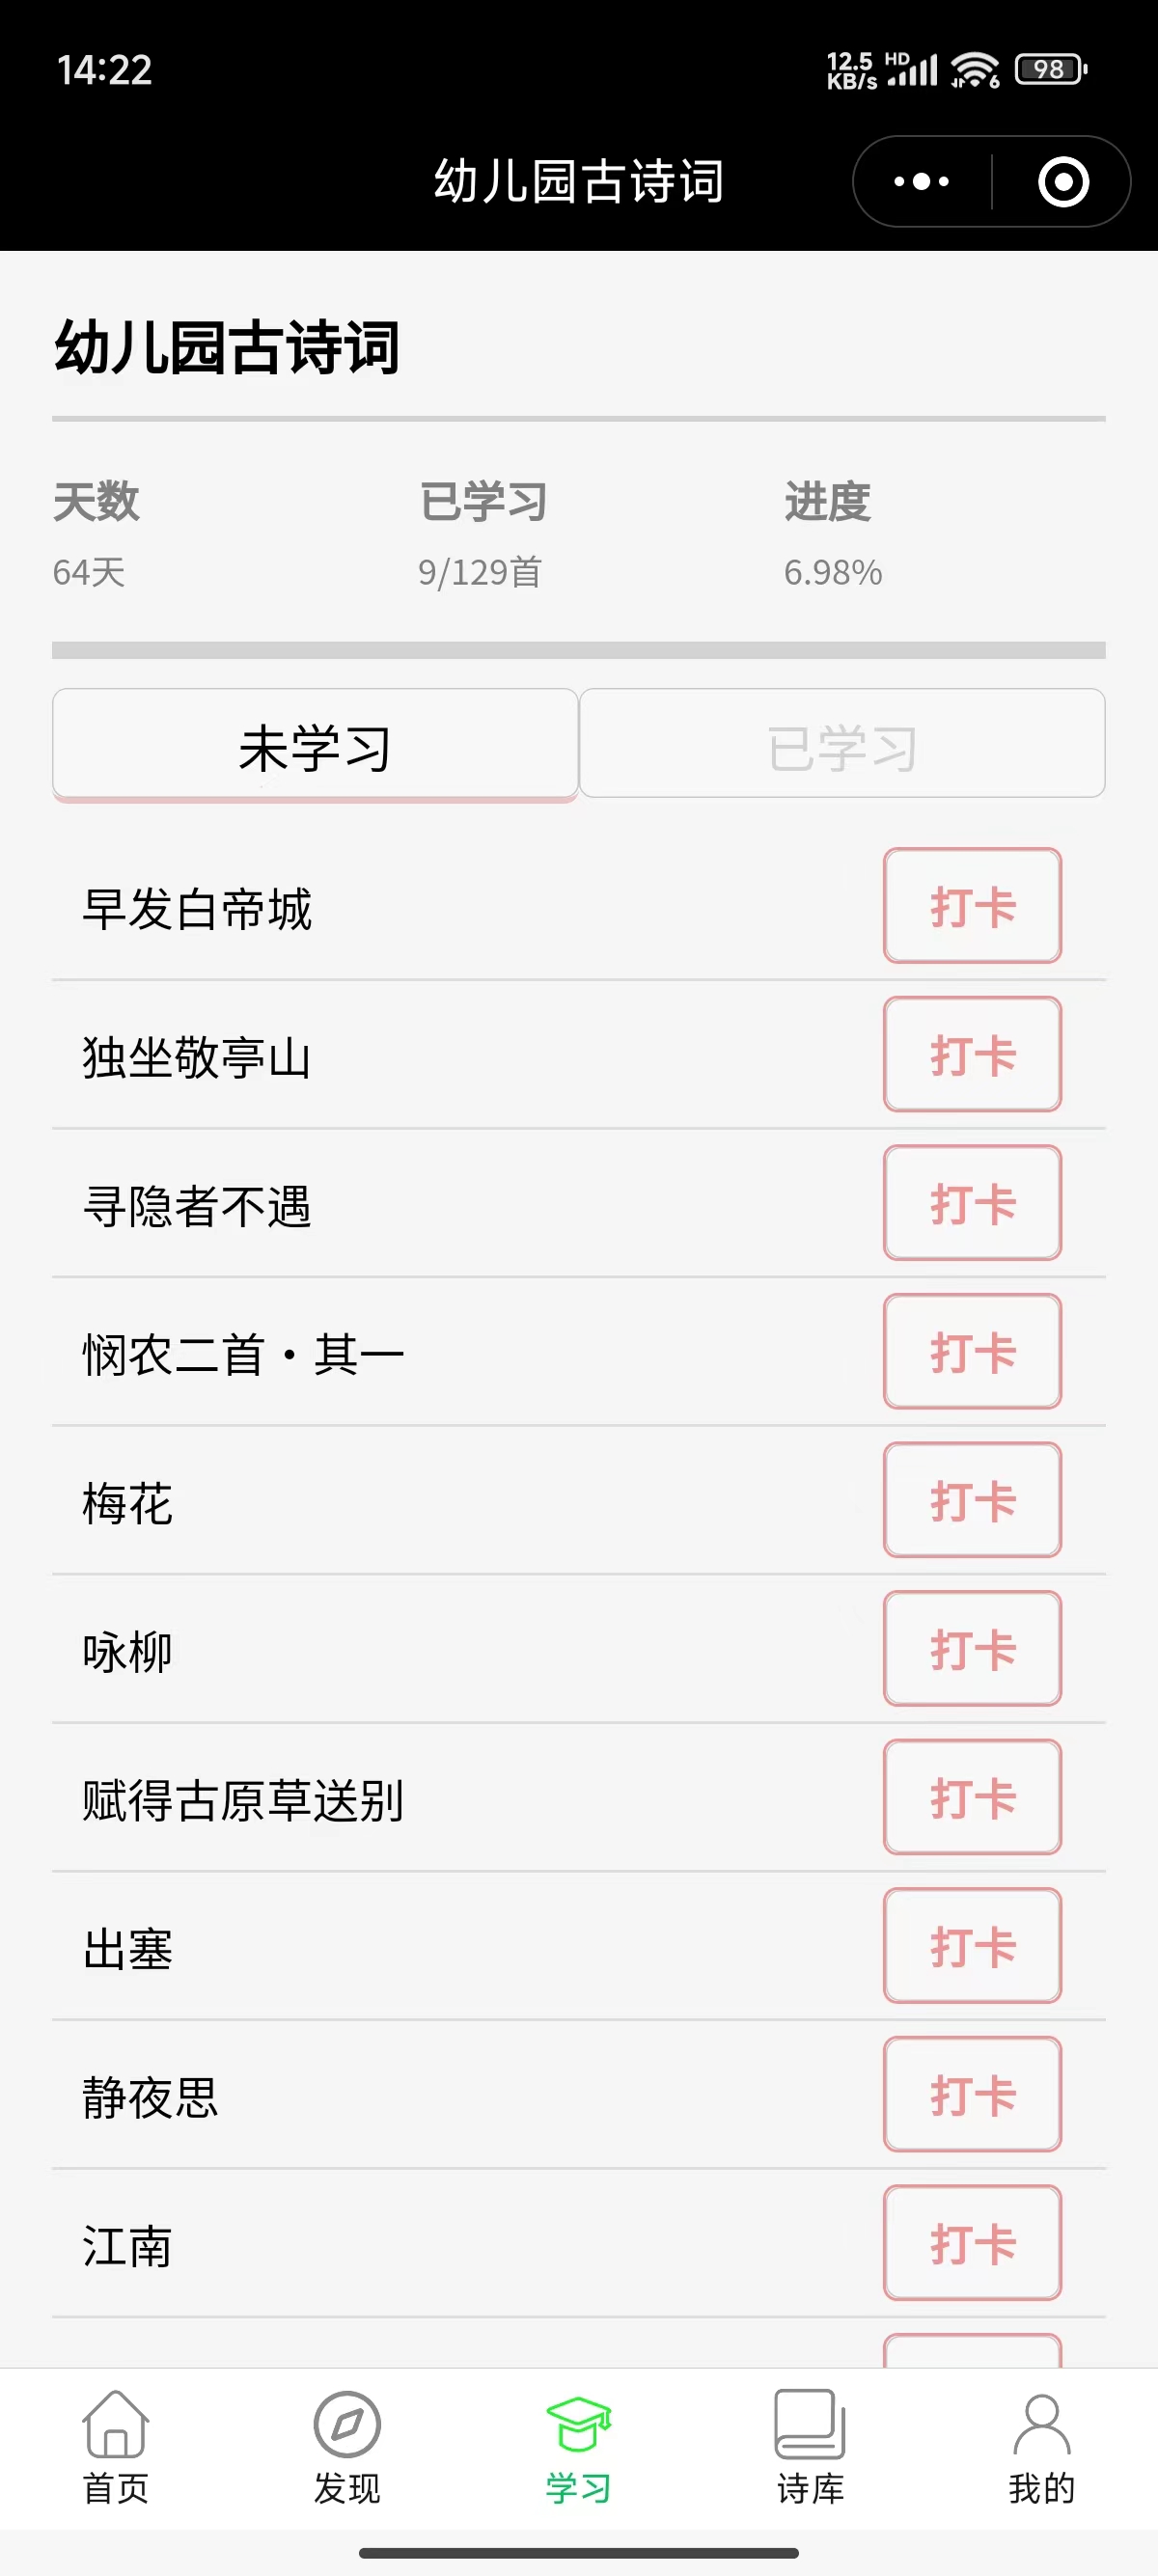 14:22
12.5 KB/s HD 6 98
幼儿园古诗词
幼儿园古诗词
天数 已学习 进度
64天 9/129首 6.98%
未学习 已学习
早发白帝城 打卡
独坐敬亭山 打卡
寻隐者不遇 打卡
悯农二首·其一 打卡
梅花 打卡
咏柳 打卡
赋得古原草送别 打卡
出塞 打卡
静夜思 打卡
江南 打卡
首页 发现 学习 诗库 我的